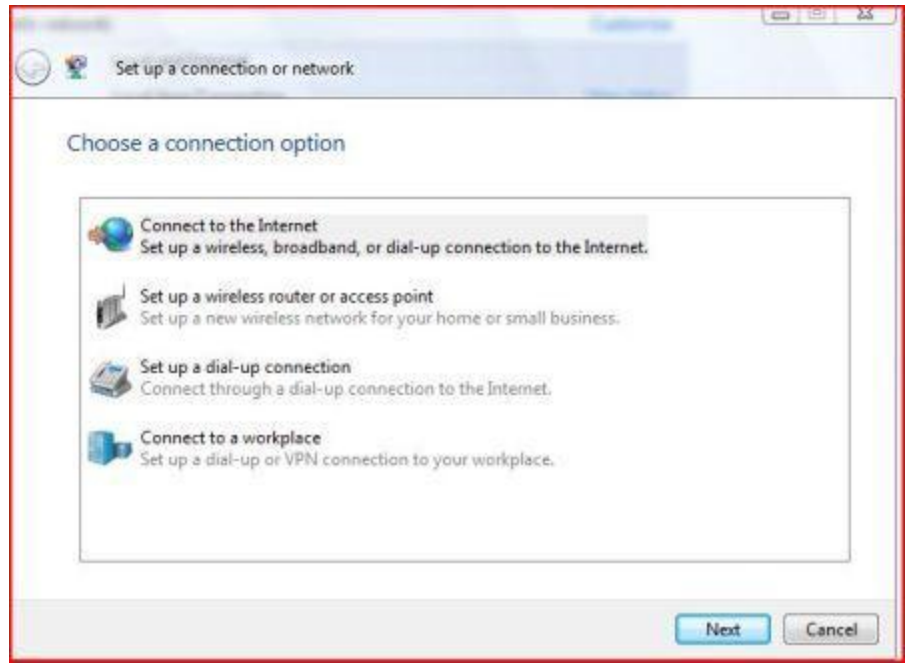 Set up a connection or network
Choose a connection option
Connect to the Internet
Set up a wireless, broadband, or dial-up connection to the Internet.
Set up a wireless router or access point
Set up a new wireless network for your home or small business.
Set up a dial-up connection
Connect through a dial-up connection to the Internet.
Connect to a workplace
Set up a dial-up or VPN connection to your workplace.
Next
Cancel